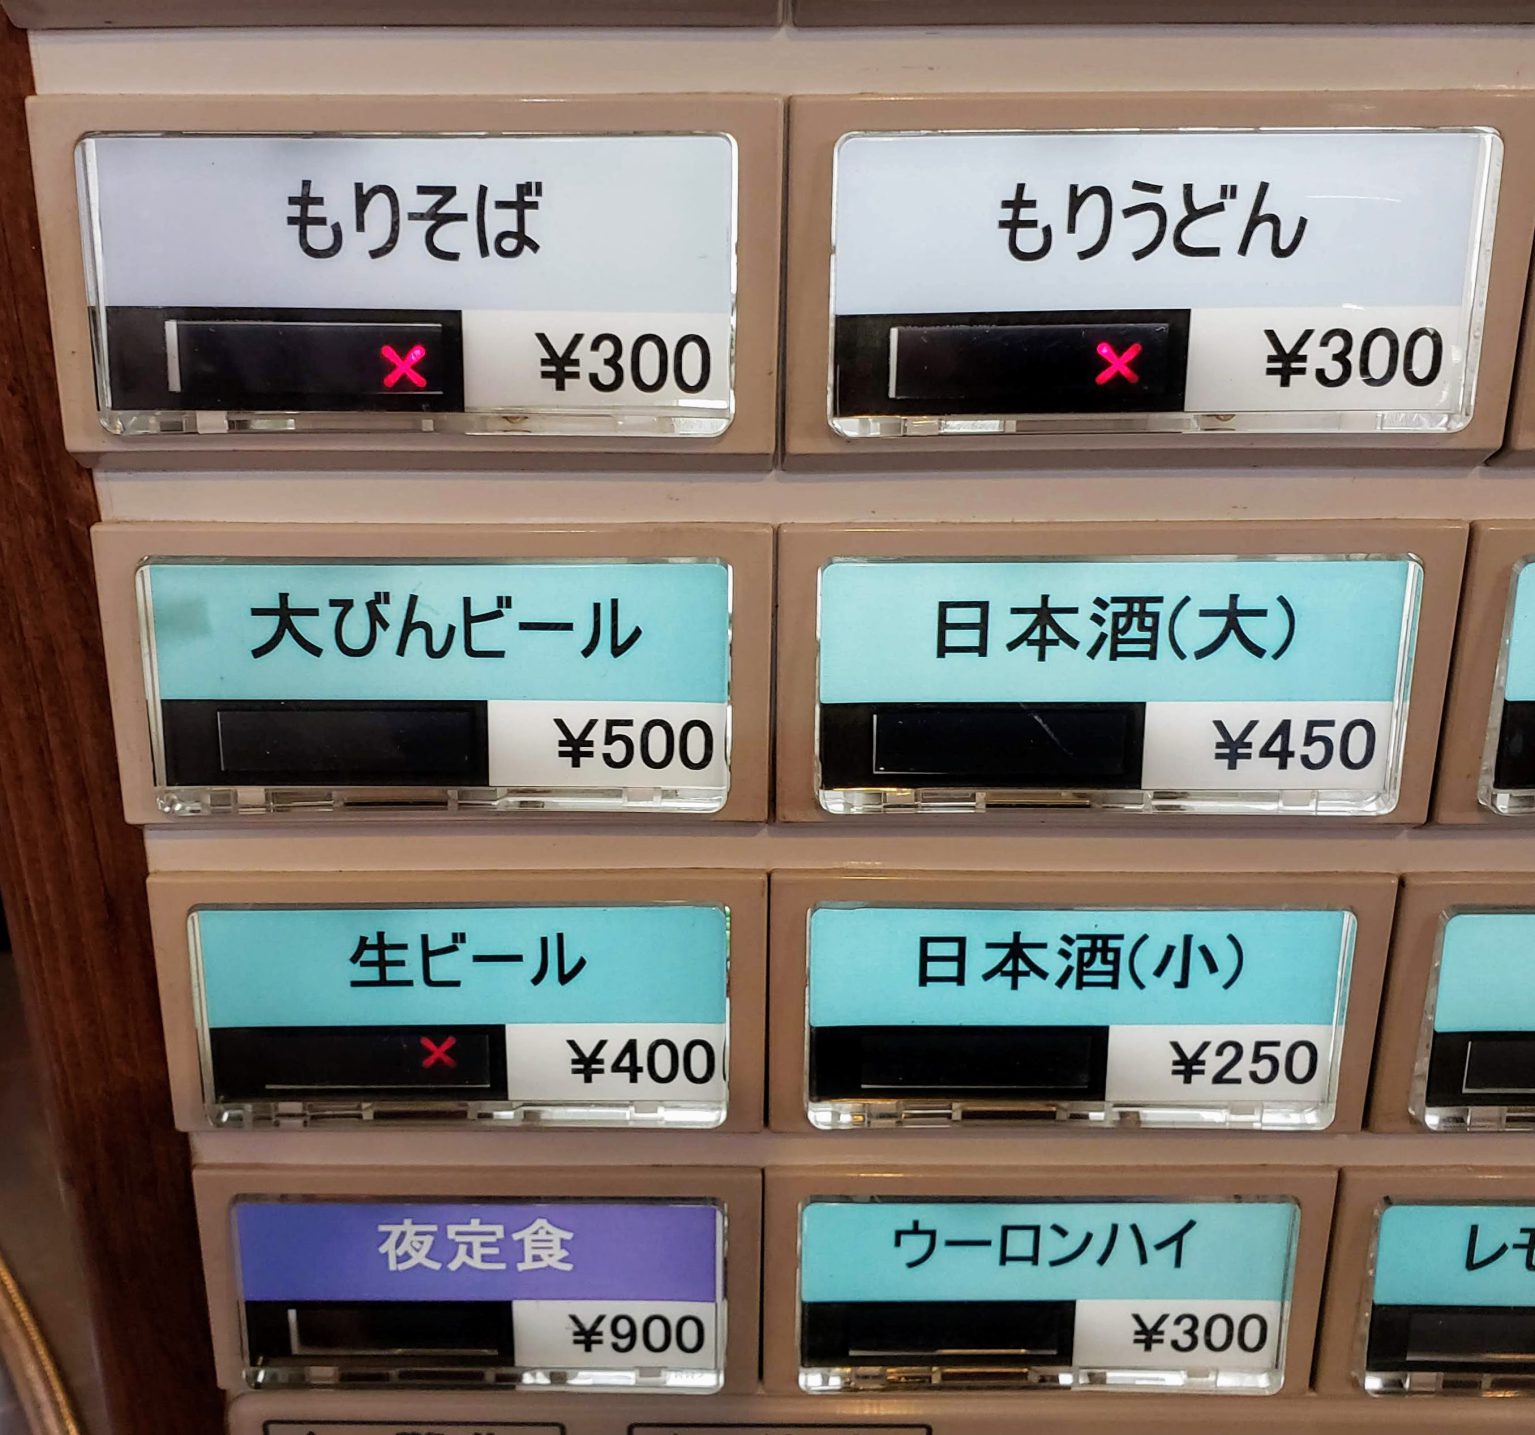 もりそば
もりうどん
×
¥300
×
¥300
大びんビール
日本酒(大)
¥500
¥450
生ビール
日本酒(小)
×
¥400
¥250
夜定食
ウーロンハイ
¥900
¥300